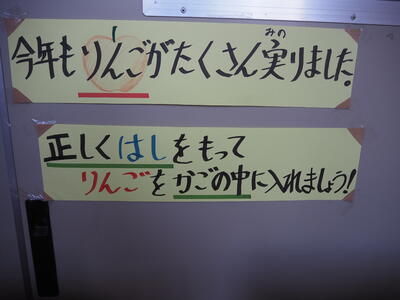 今年もりんごがたくさん実りました。
正しくはしをもって
りんごをかごの中に入れましょう!